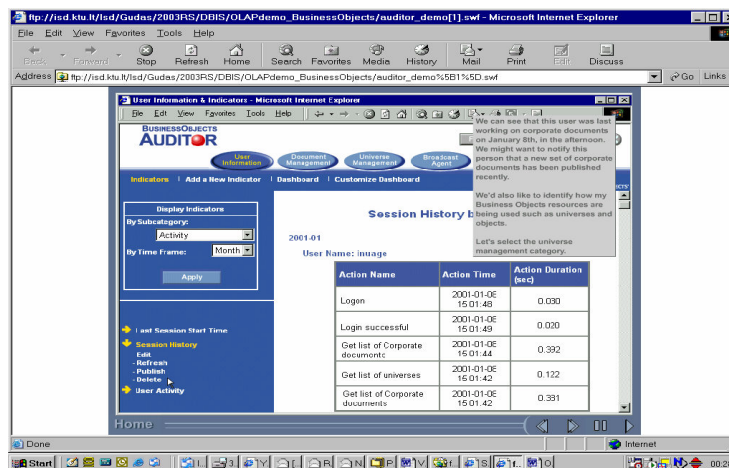 ftp://isd.ktu.lt/Isd/Gudas/2003RS/DBIS/OLAPdemo_BusinessObjects/auditor_demo[1].swf - Microsoft Internet Explorer
File Edit View Favorites Tools Help
Back Forward Stop Refresh Home Search Favorites Media History Mail Print Edit Discuss
Address ftp://isd.ktu.lt/Isd/Gudas/2003RS/DBIS/OLAPdemo_BusinessObjects/auditor_demo%5B1%5D.swf Go Links
User Information & Indicators - Microsoft Internet Explorer
File Edit View Favorites Tools Help
BUSINESSOBJECTS
AUDITOR
User Information
Document Management
Universe Management
Broadcast Agent
Indicators Add a New Indicator Dashboard Customize Dashboard
We can see that this user was last
working on corporate documents
on January 8th, in the afternoon.
We might want to notify this
person that a new set of corporate
documents has been published
recently.
We'd also like to identify how my
Business Objects resources are
being used such as universes and
objects.
Let's select the universe
management category.
Display Indicators
By Subcategory:
Activity
By Time Frame: Month
Apply
Last Session Start Time
Session History
Edit
- Refresh
- Publish
- Delete
User Activity
Session History b
2001-01
User Name:
Action Name Action Time Action Duration (sec)
Logon 2001-01-08 15:01:48 0.030
Login successful 2001-01-08 15:01:49 0.020
Get list of Corporate documents 2001-01-08 15:01:44 0.392
Get list of universes 2001-01-08 15:01:42 0.122
Get list of Corporate documents 2001-01-08 15:01:42 0.331
Home
Done Internet
Start